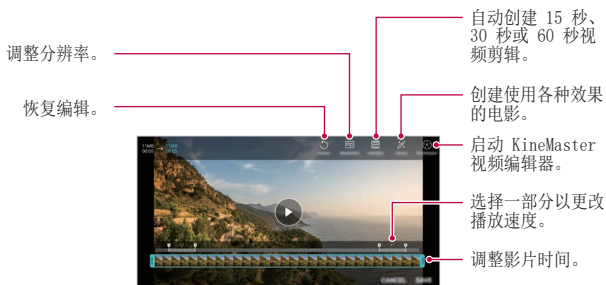 调整分辨率。
恢复编辑。
自动创建 15 秒、
30 秒或 60 秒视
频剪辑。
创建使用各种效果
的电影。
启动 KineMaster
视频编辑器。
选择一部分以更改
播放速度。
调整影片时间。
11MB
00:05
CANCEL SAVE